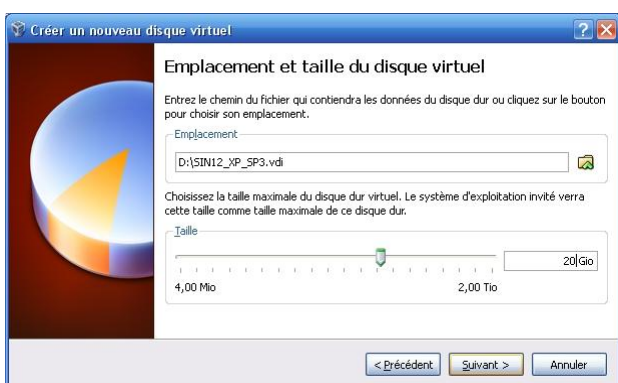 Créer un nouveau disque virtuel
Emplacement et taille du disque virtuel
Entrez le chemin du fichier qui contiendra les données du disque dur ou cliquez sur le bouton
pour choisir son emplacement.
Emplacement
D:\SIN12_XP_SP3.vdi
Choisissez la taille maximale du disque dur virtuel. Le système d'exploitation invité verra
cette taille comme taille maximale de ce disque dur.
Taille
20 Gio
4,00 Mio 2,00 Tio
< Précédent Suivant > Annuler